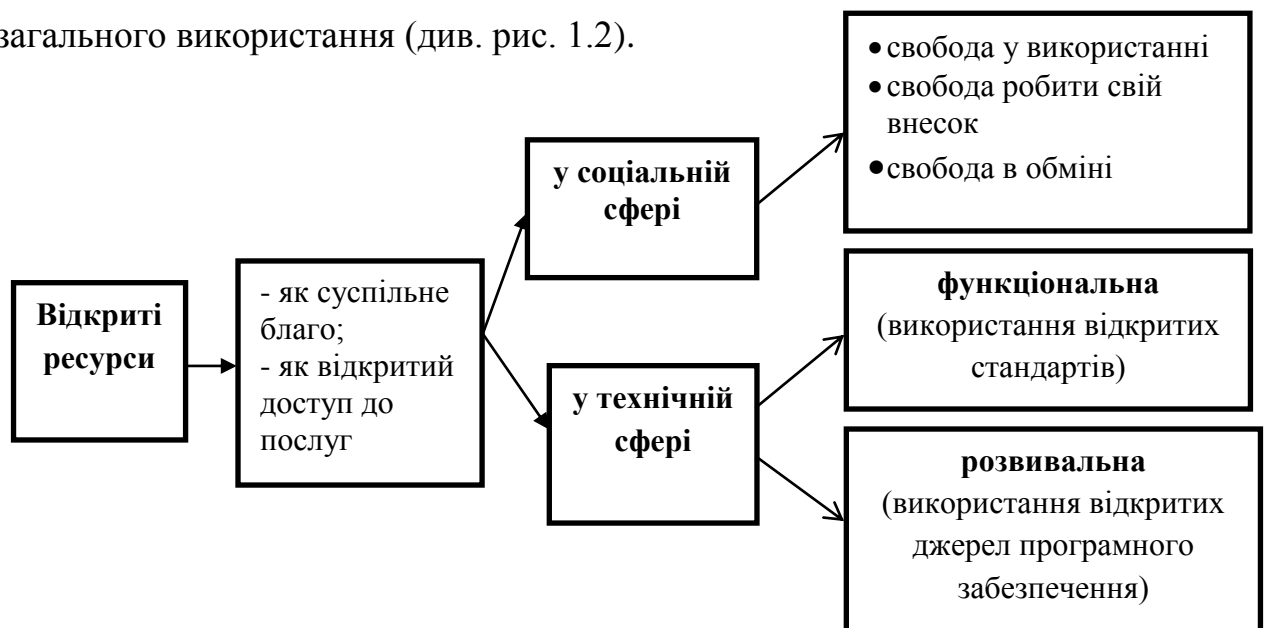 загального використання (див. рис. 1.2).
Відкриті
ресурси
- як суспільне
благо;
- як відкритий
доступ до
послуг
у соціальній
сфері
• свобода у використанні
• свобода робити свій
внесок
• свобода в обміні
у технічній
сфері
функціональна
(використання відкритих
стандартів)
розвивальна
(використання відкритих
джерел програмного
забезпечення)